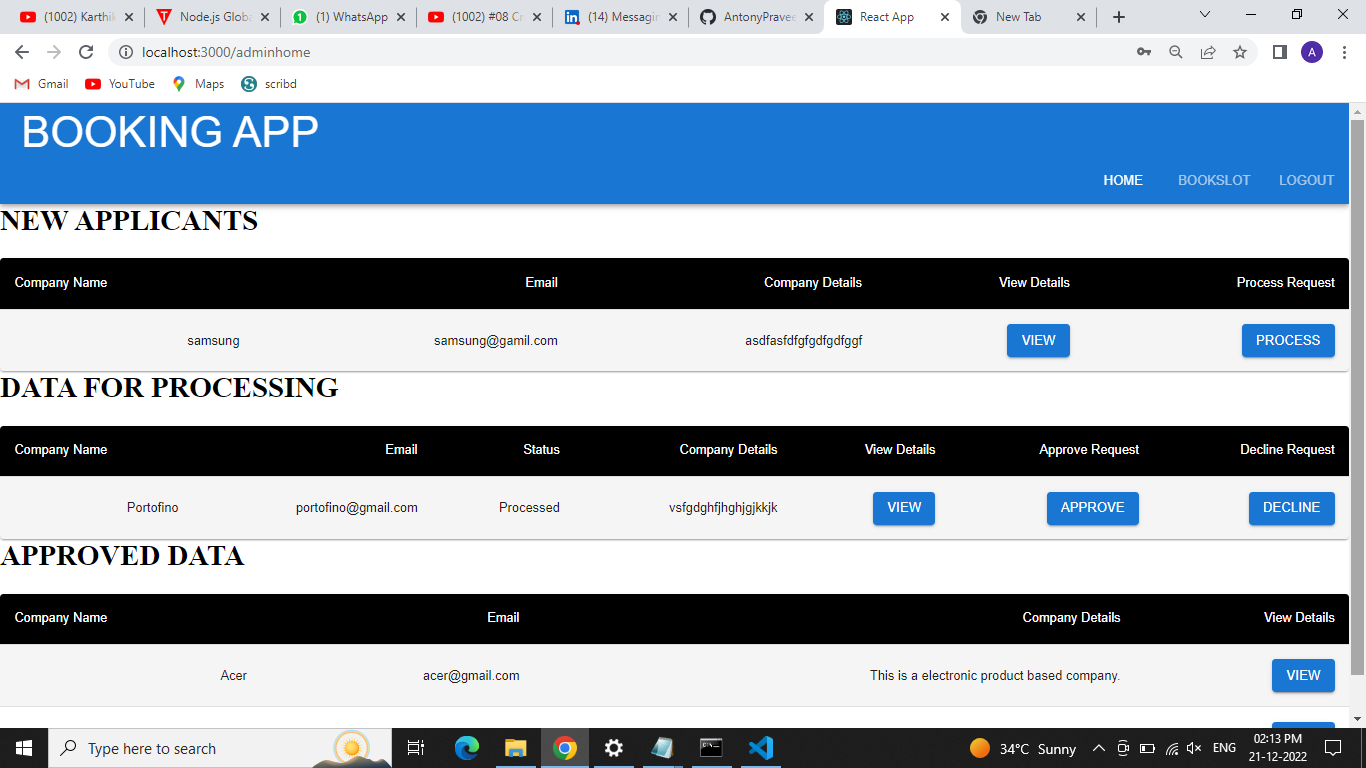 (1002) Karthik
Node.js Globa
(1) WhatsApp
(1002) #08 Cr
(14) Messagin
AntonyPravee
React App
New Tab
localhost:3000/adminhome
A
Gmail
YouTube
Maps
scribd
BOOKING APP
HOME BOOKSLOT LOGOUT
NEW APPLICANTS
Company Name Email Company Details View Details Process Request
samsung samsung@gamil.com asdfasfdfgfgdfgdfggf VIEW PROCESS
DATA FOR PROCESSING
Company Name Email Status Company Details View Details Approve Request Decline Request
Portofino portofino@gmail.com Processed vsfgdghfjhghjgjkkjk VIEW APPROVE DECLINE
APPROVED DATA
Company Name Email Company Details View Details
Acer acer@gmail.com This is a electronic product based company. VIEW
Type here to search
34°C Sunny
ENG
02:13 PM
21-12-2022